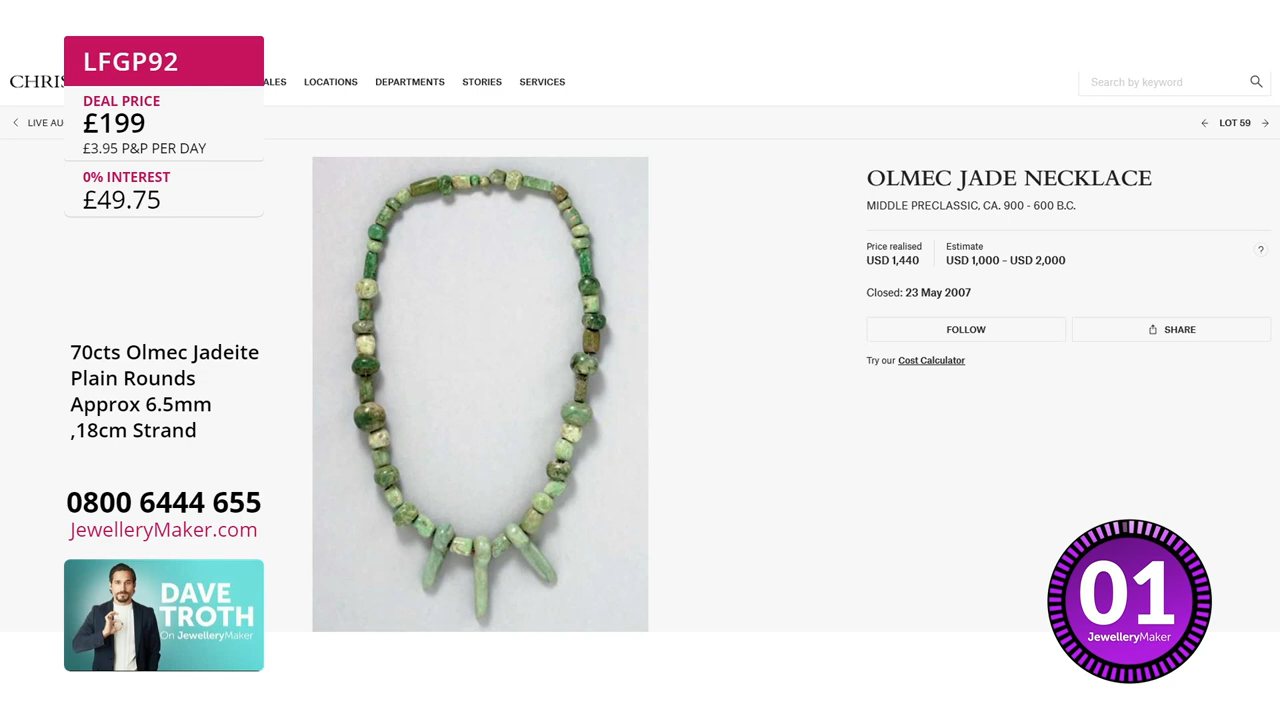 LFGP92
DEAL PRICE
£199
£3.95 P&P PER DAY
0% INTEREST
£49.75
70cts Olmec Jadeite
Plain Rounds
Approx 6.5mm
,18cm Strand
0800 6444 655
JewelleryMaker.com
DAVE
TROTH
On JewelleryMaker
LOCATIONS DEPARTMENTS STORIES SERVICES
Search by keyword
LIVE
LOT 59
OLMEC JADE NECKLACE
MIDDLE PRECLASSIC, CA. 900 - 600 B.C.
Price realised Estimate
USD 1,440 USD 1,000 – USD 2,000
?
Closed: 23 May 2007
FOLLOW SHARE
Try our Cost Calculator
01
JewelleryMaker